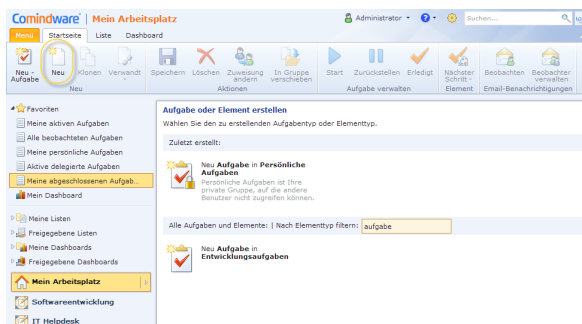 Comindware | Mein Arbeitsplatz
Administrator
Suchen...
Menü Startseite Liste Dashboard
Neu - Aufgabe
Neu
Klonen
Verwandt
Speichern
Löschen
Zuweisung ändern
In Gruppe verschieben
Start
Zurückstellen
Erledigt
Nächster Schritt -
Beobachten
Beobachter verwalten
Neu
Aktionen
Aufgabe verwalten
Element
Email-Benachrichtigungen
Favoriten
Meine aktiven Aufgaben
Alle beobachteten Aufgaben
Meine persönliche Aufgaben
Aktive delegierte Aufgaben
Meine abgeschlossenen Aufgab...
Mein Dashboard
Meine Listen
Freigegebene Listen
Meine Dashboards
Freigegebene Dashboards
Mein Arbeitsplatz
Softwareentwicklung
IT Helpdesk
Aufgabe oder Element erstellen
Wählen Sie den zu erstellenden Aufgabentyp oder Elementtyp.
Zuletzt erstellt:
Neu Aufgabe in Persönliche
Aufgaben
Persönliche Aufgaben ist Ihre
private Gruppe, auf die andere
Benutzer nicht zugreifen können.
Alle Aufgaben und Elemente: | Nach Elementtyp filtern: aufgabe
Neu Aufgabe in
Entwicklungsaufgaben